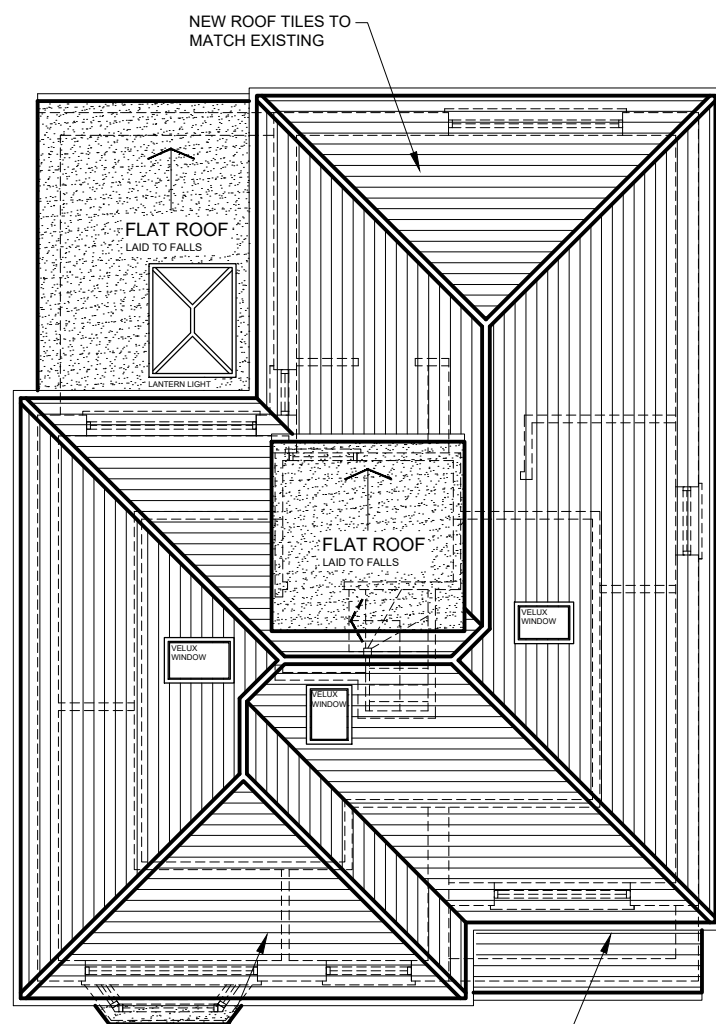 NEW ROOF TILES TO
MATCH EXISTING
FLAT ROOF
LAID TO FALLS
LANTERN LIGHT
FLAT ROOF
LAID TO FALLS
VELUX
WINDOW
VELUX
WINDOW
VELUX
WINDOW